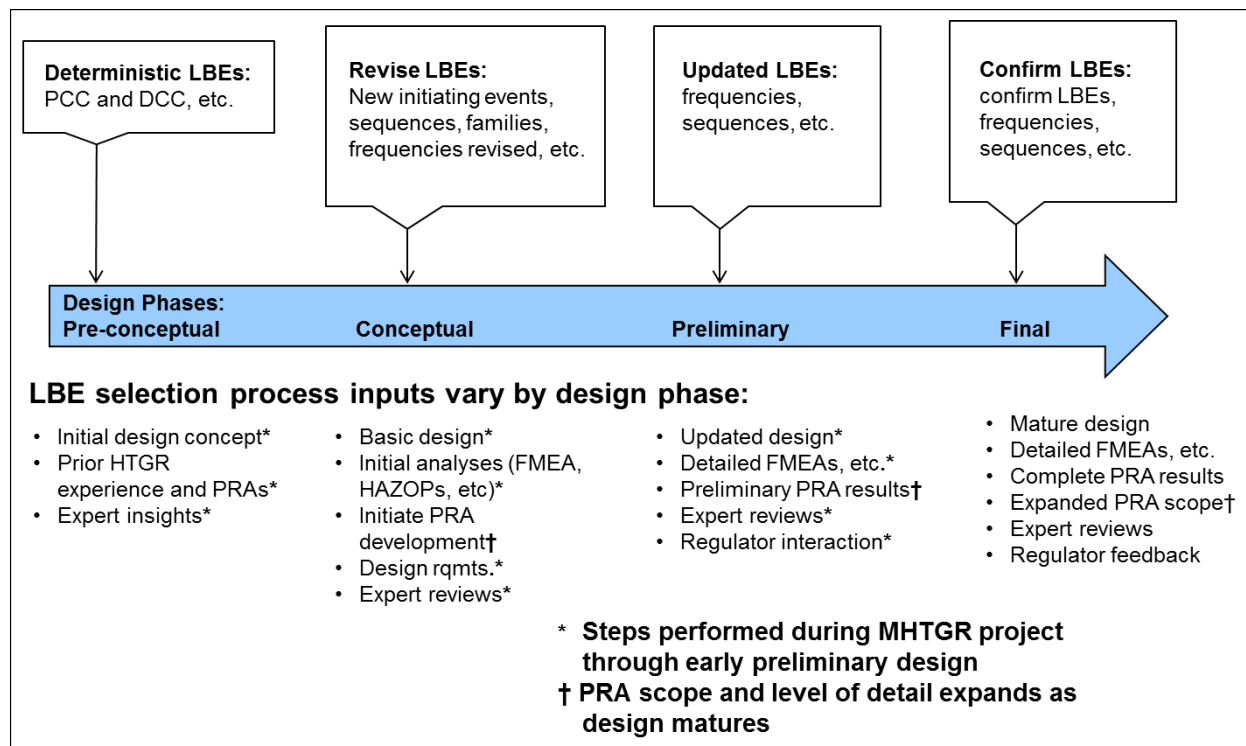 Deterministic LBEs:
PCC and DCC, etc.
Revise LBEs:
New initiating events,
sequences, families,
frequencies revised, etc.
Updated LBEs:
frequencies,
sequences, etc.
Confirm LBEs:
confirm LBEs,
frequencies,
sequences, etc.
Design Phases:
Pre-conceptual
Conceptual
Preliminary
Final
LBE selection process inputs vary by design phase:
• Initial design concept*
• Prior HTGR
experience and PRAs*
• Expert insights*
• Basic design*
• Initial analyses (FMEA,
HAZOPs, etc)*
• Initiate PRA
development†
• Design rqmts.*
• Expert reviews*
• Updated design*
• Detailed FMEAs, etc.*
• Preliminary PRA results†
• Expert reviews*
• Regulator interaction*
• Mature design
• Detailed FMEAs, etc.
• Complete PRA results
• Expanded PRA scope†
• Expert reviews
• Regulator feedback
* Steps performed during MHTGR project
through early preliminary design
† PRA scope and level of detail expands as
design matures